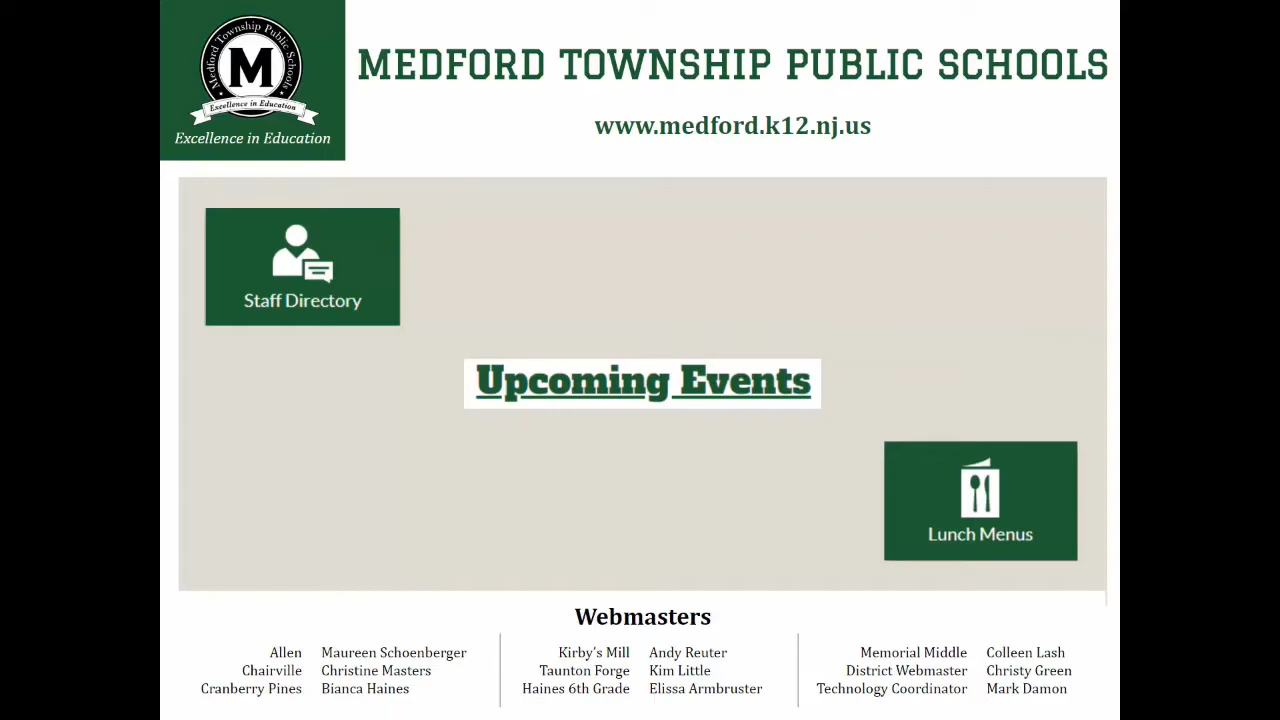 Medford Township Public Schools
M
Excellence in Education
Excellence in Education
MEDFORD TOWNSHIP PUBLIC SCHOOLS
www.medford.k12.nj.us
Staff Directory
Upcoming Events
Lunch Menus
Webmasters
Allen Maureen Schoenberger
Chairville Christine Masters
Cranberry Pines Bianca Haines
Kirby's Mill Andy Reuter
Taunton Forge Kim Little
Haines 6th Grade Elissa Armbruster
Memorial Middle Colleen Lash
District Webmaster Christy Green
Technology Coordinator Mark Damon